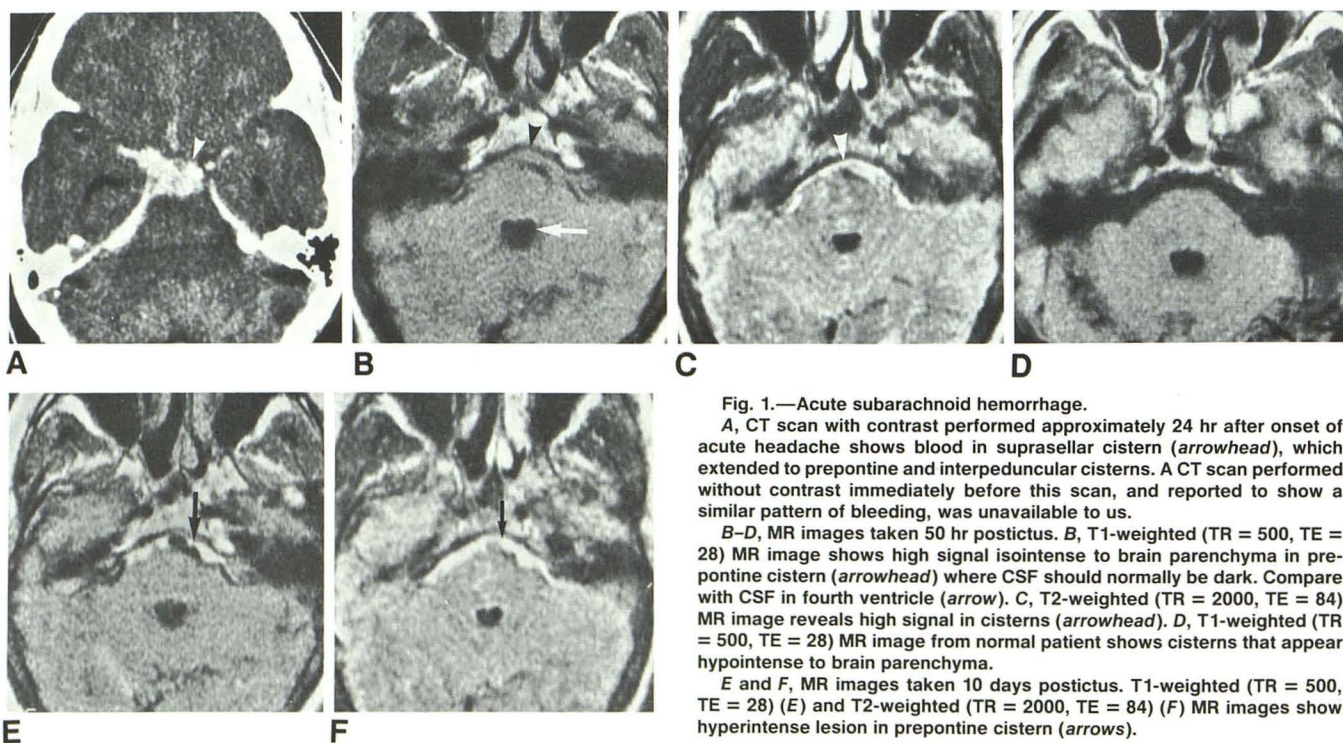 A
B
C
D
E
F
Fig. 1.—Acute subarachnoid hemorrhage.
A, CT scan with contrast performed approximately 24 hr after onset of
acute headache shows blood in suprasellar cistern (arrowhead), which
extended to prepontine and interpeduncular cisterns. A CT scan performed
without contrast immediately before this scan, and reported to show a
similar pattern of bleeding, was unavailable to us.
B–D, MR images taken 50 hr postictus. B, T1-weighted (TR = 500, TE =
28) MR image shows high signal isointense to brain parenchyma in pre-
pontine cistern (arrowhead) where CSF should normally be dark. Compare
with CSF in fourth ventricle (arrow). C, T2-weighted (TR = 2000, TE = 84)
MR image reveals high signal in cisterns (arrowhead). D, T1-weighted (TR
= 500, TE = 28) MR image from normal patient shows cisterns that appear
hypointense to brain parenchyma.
E and F, MR images taken 10 days postictus. T1-weighted (TR = 500,
TE = 28) (E) and T2-weighted (TR = 2000, TE = 84) (F) MR images show
hyperintense lesion in prepontine cistern (arrows).